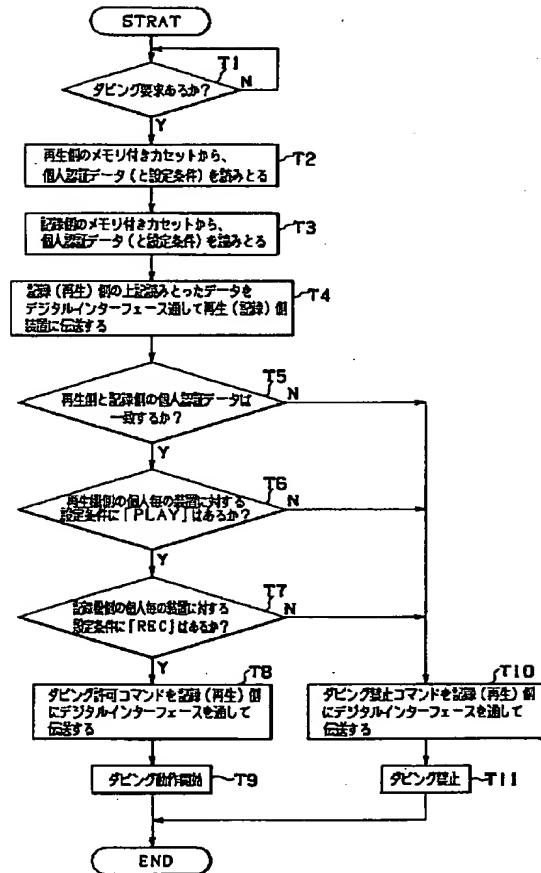 STRAT
T1
ダビング要求あるか?
N
Y
再生側のメモリ付きカセットから、
個人認証データ(と設定条件)を読みとる
T2
記録側のメモリ付きカセットから、
個人認証データ(と設定条件)を読みとる
T3
記録(再生)側の上記読みとったデータを
デジタルインターフェース通して再生(記録)側
装置に伝送する
T4
T5
再生側と記録側の個人認証データは
一致するか?
N
Y
T6
再生機側の個人毎の装置に対する
設定条件に「PLAY」はあるか?
N
Y
T7
記録機側の個人毎の装置に対する
設定条件に「REC」はあるか?
N
Y
T8
ダビング許可コマンドを記録(再生)側
にデジタルインターフェースを通して
伝送する
T10
ダビング禁止コマンドを記録(再生)側
にデジタルインターフェースを通して
伝送する
ダビング動作開始
T9
ダビング禁止
T11
END